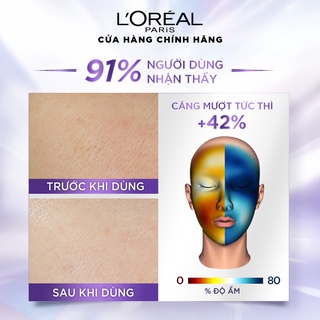 L'ORÉAL
PARIS
CỬA HÀNG CHÍNH HÃNG
91% NGƯỜI DÙNG
NHẬN THẤY
TRƯỚC KHI DÙNG
SAU KHI DÙNG
CĂNG MƯỢT TỨC THÌ
+42%
0 80
% ĐỘ ẨM